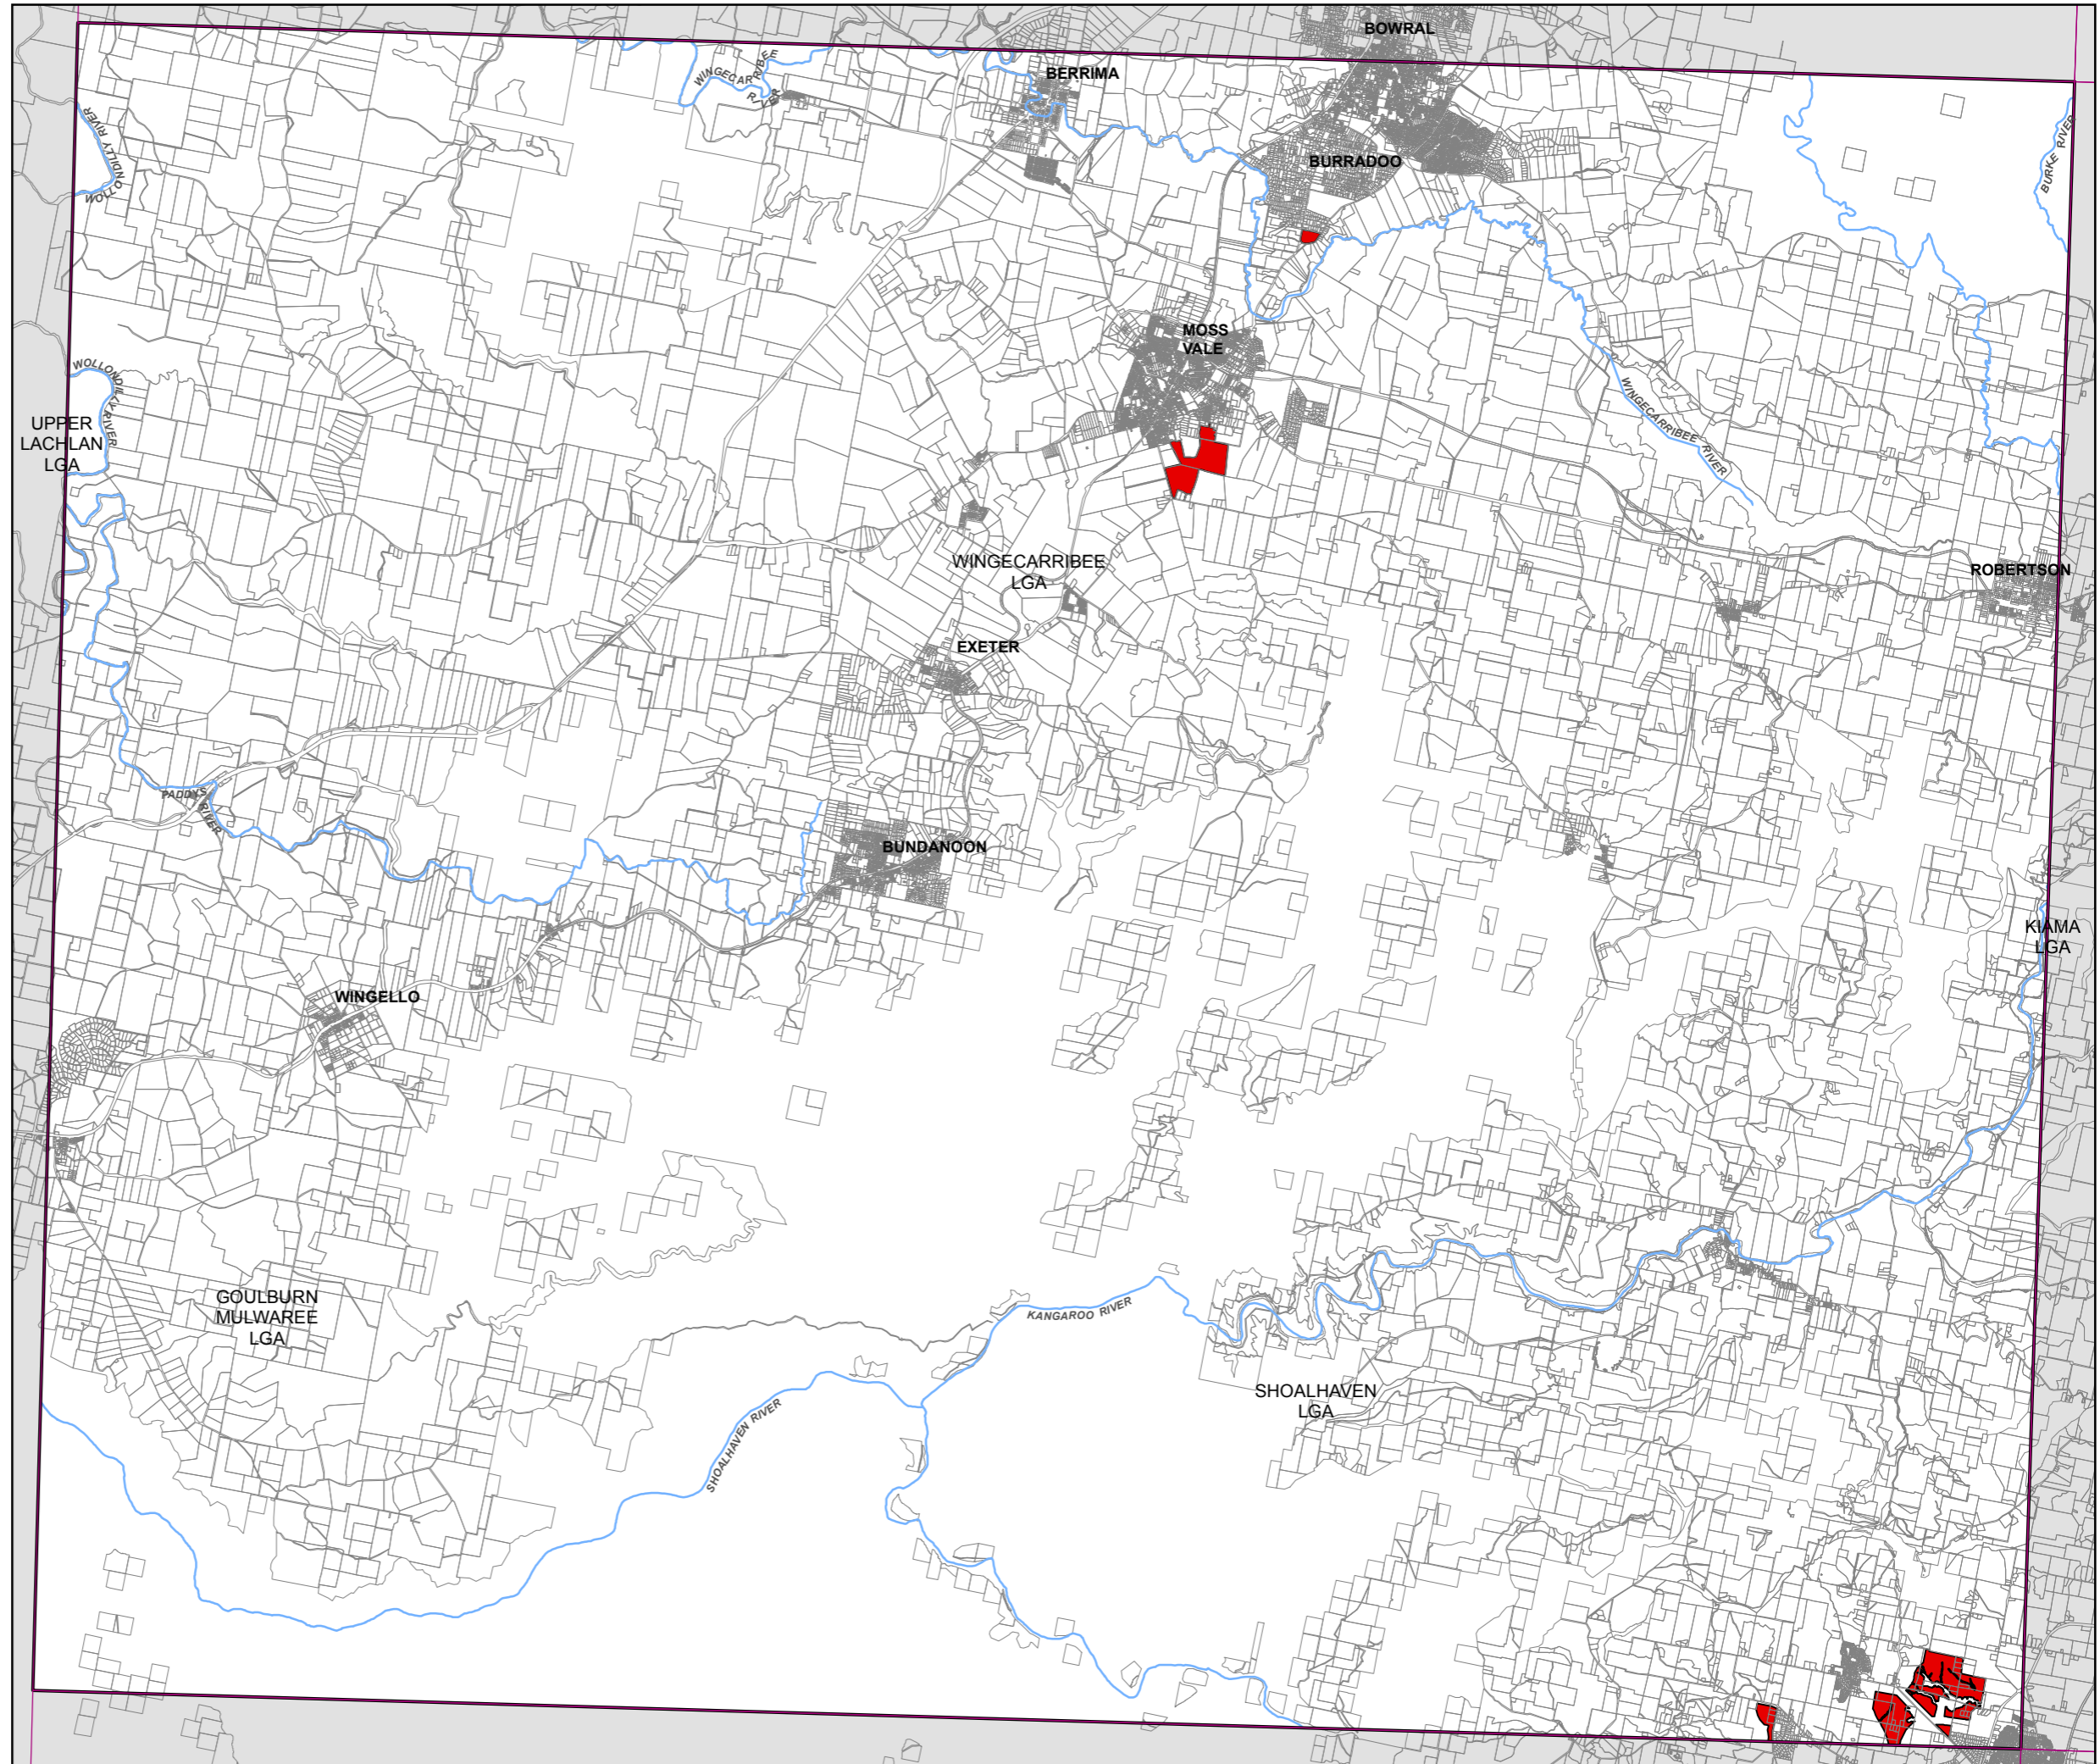 BOWRAL
BERRIMA
WINGECARRIBEE
RIVER
WOLLONDILLY RIVER
BURKE RIVER
BURRADOO
MOSS
VALE
WOLLONDILLY RIVER
UPPER
LACHLAN
LGA
WINGECARRIBEE RIVER
WINGECARRIBEE
LGA
ROBERTSON
EXETER
PADDYS
RIVER
BUNDANOON
KIAMA
LGA
WINGELLO
GOULBURN
MULWAREE
LGA
KANGAROO RIVER
SHOALHAVEN
LGA
SHOALHAVEN RIVER